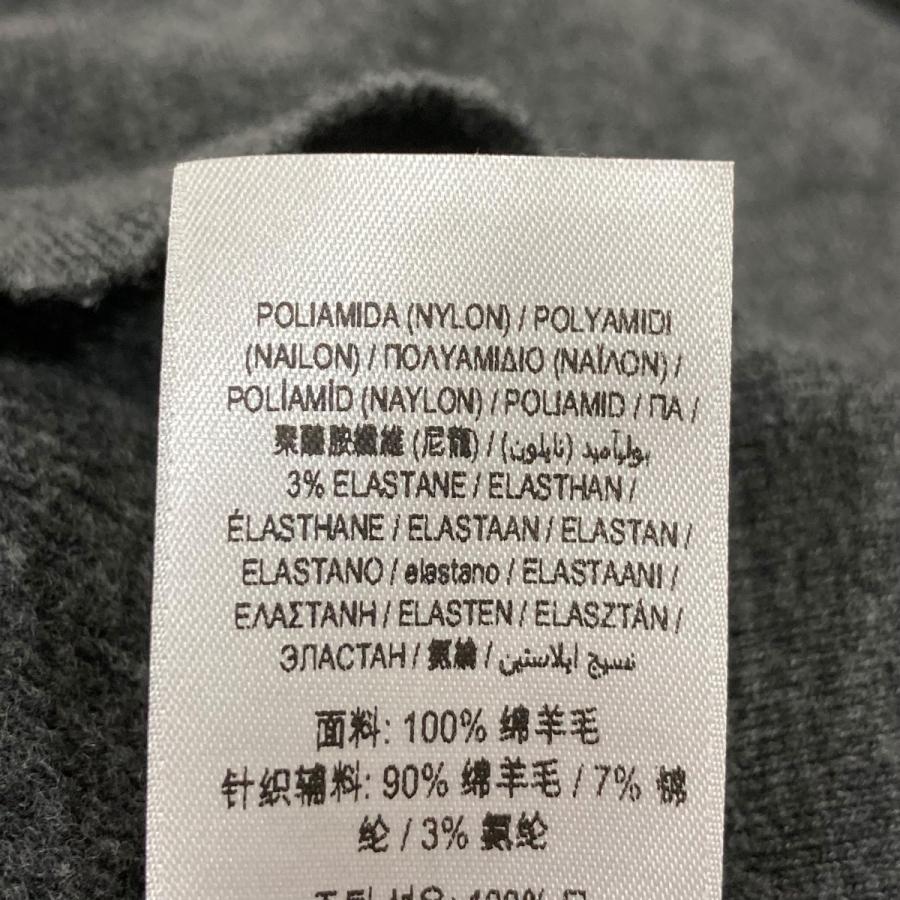 POLIAMIDA (NYLON) / POLYAMIDI
(NAILON) / ΠΟΛΥΑΜΙΔΙΟ (ΝΑΪΛΟΝ) /
POLİAMİD (NAYLON) / POLIAMID / ПА /
聚醯胺纖維 (尼龍) / بولياميد (نايلون) /
3% ELASTANE / ELASTHAN /
ÉLASTHANE / ELASTAAN / ELASTAN /
ELASTANO / elastano / ELASTAANI /
ΕΛΑΣΤΑΝΗ / ELASTEN / ELASZTÁN /
ЭЛАСТАН / 氨綸 / نسيج ايلاستين
面料: 100% 绵羊毛
针织辅料: 90% 绵羊毛 / 7% 锦
纶 / 3% 氨纶